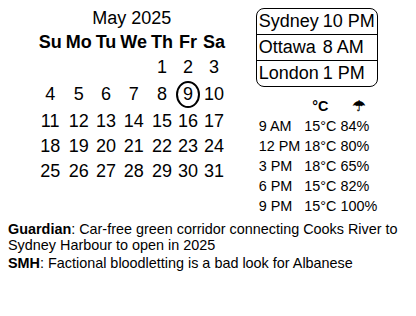 May 2025
Su Mo Tu We Th Fr Sa
1 2 3
4 5 6 7 8 9 10
11 12 13 14 15 16 17
18 19 20 21 22 23 24
25 26 27 28 29 30 31
Sydney 10 PM
Ottawa 8 AM
London 1 PM
°C ☂
9 AM 15°C 84%
12 PM 18°C 80%
3 PM 18°C 65%
6 PM 15°C 82%
9 PM 15°C 100%
Guardian: Car-free green corridor connecting Cooks River to
Sydney Harbour to open in 2025
SMH: Factional bloodletting is a bad look for Albanese